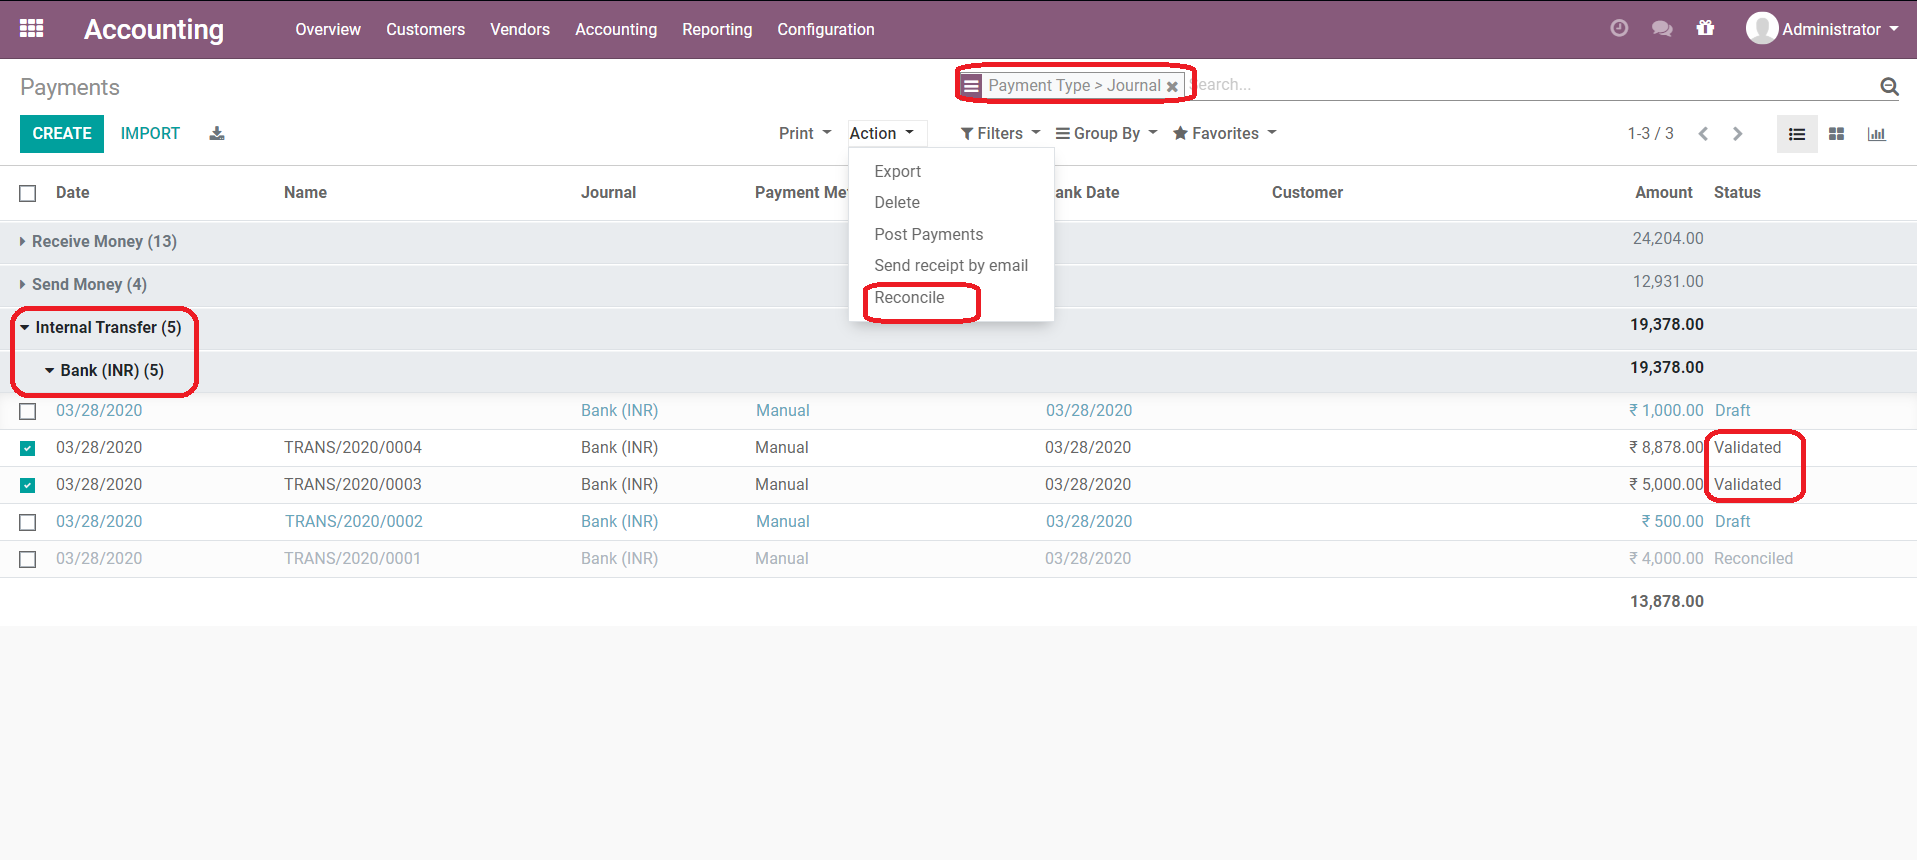 Accounting Overview Customers Vendors Accounting Reporting Configuration Administrator
Payments Payment Type > Journal Search...
CREATE IMPORT Print Action Filters Group By Favorites 1-3 / 3
Export
Delete
Post Payments
Send receipt by email
Reconcile
Date Name Journal Payment Me ank Date Customer Amount Status
Receive Money (13) 24,204.00
Send Money (4) 12,931.00
Internal Transfer (5) 19,378.00
Bank (INR) (5) 19,378.00
03/28/2020 Bank (INR) Manual 03/28/2020 ₹ 1,000.00 Draft
03/28/2020 TRANS/2020/0004 Bank (INR) Manual 03/28/2020 ₹ 8,878.00 Validated
03/28/2020 TRANS/2020/0003 Bank (INR) Manual 03/28/2020 ₹ 5,000.00 Validated
03/28/2020 TRANS/2020/0002 Bank (INR) Manual 03/28/2020 ₹ 500.00 Draft
03/28/2020 TRANS/2020/0001 Bank (INR) Manual 03/28/2020 ₹ 4,000.00 Reconciled
13,878.00